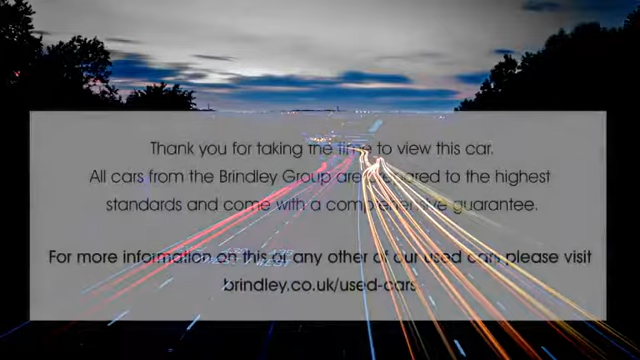 Thank you for taking the time to view this car.
All cars from the Brindley Group are prepared to the highest
standards and come with a comprehensive guarantee.
For more information on this or any other of our used cars please visit
brindley.co.uk/used-cars